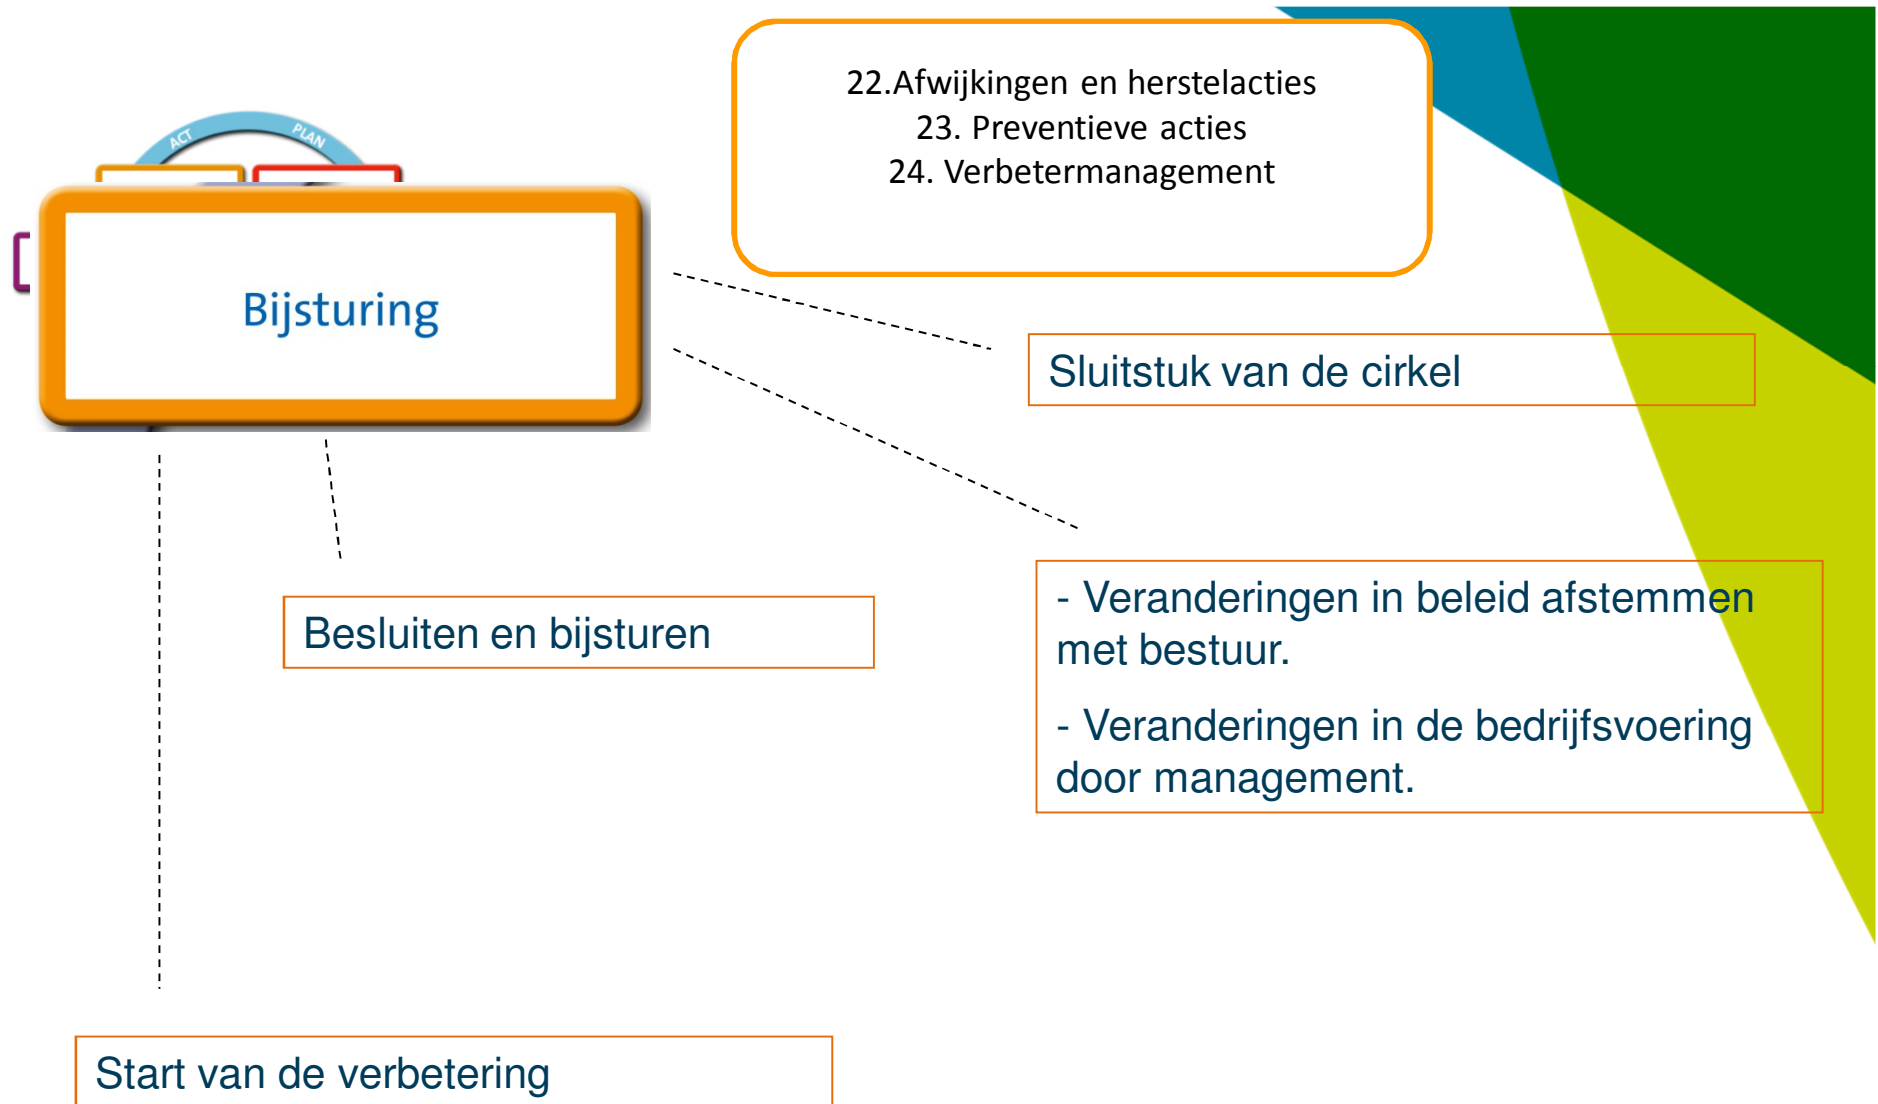 22.Afwijkingen en herstelacties
23. Preventieve acties
24. Verbetermanagement
ACT
PLAN
Bijsturing
Sluitstuk van de cirkel
Besluiten en bijsturen
- Veranderingen in beleid afstemmen
met bestuur.
- Veranderingen in de bedrijfsvoering
door management.
Start van de verbetering